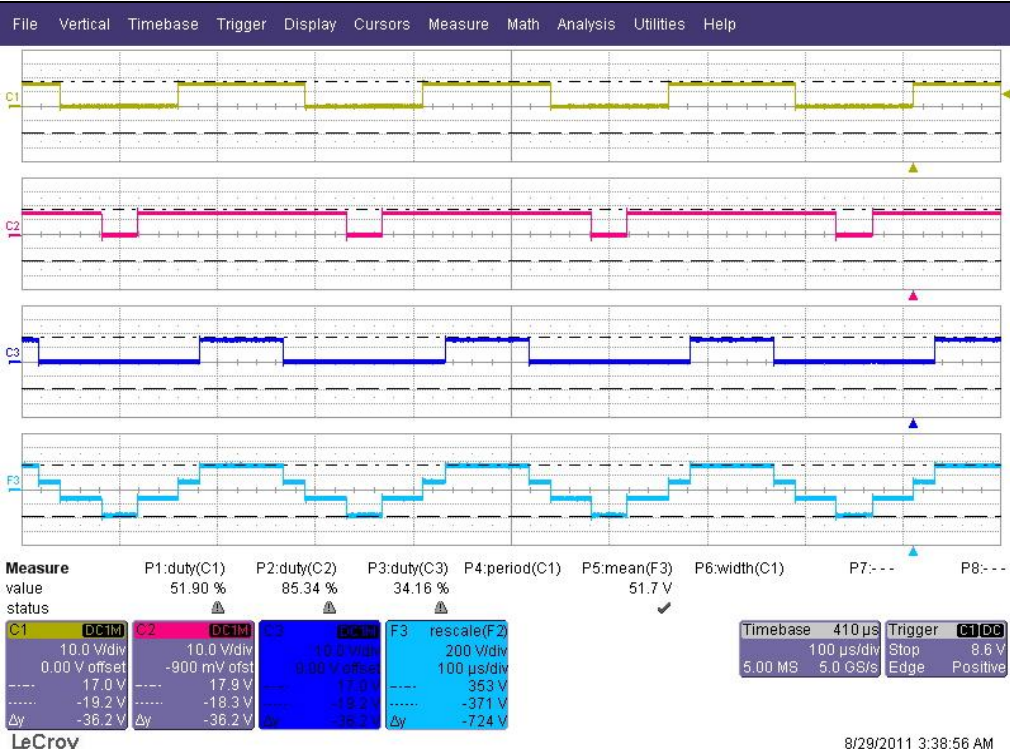 File Vertical Timebase Trigger Display Cursors Measure Math Analysis Utilities Help
C1
C2
C3
F3
Measure P1:duty(C1) P2:duty(C2) P3:duty(C3) P4:period(C1) P5:mean(F3) P6:width(C1) P7:- - - P8:- - -
value 51.90 % 85.34 % 34.16 % 51.7 V
status
C1 DC1M C2 DC1M C3 DC1M F3 rescale(F2) Timebase 410 µs Trigger C1 DC
10.0 V/div 10.0 V/div 10.0 V/div 200 V/div 100 µs/div Stop 8.6 V
0.00 V offset -900 mV ofst 0.00 V offset 100 µs/div 5.00 MS 5.0 GS/s Edge Positive
17.0 V 17.9 V 17.0 V 353 V
-19.2 V -18.3 V -19.2 V -371 V
Δy -36.2 V Δy -36.2 V Δy -36.2 V Δy -724 V
LeCroy 8/29/2011 3:38:56 AM